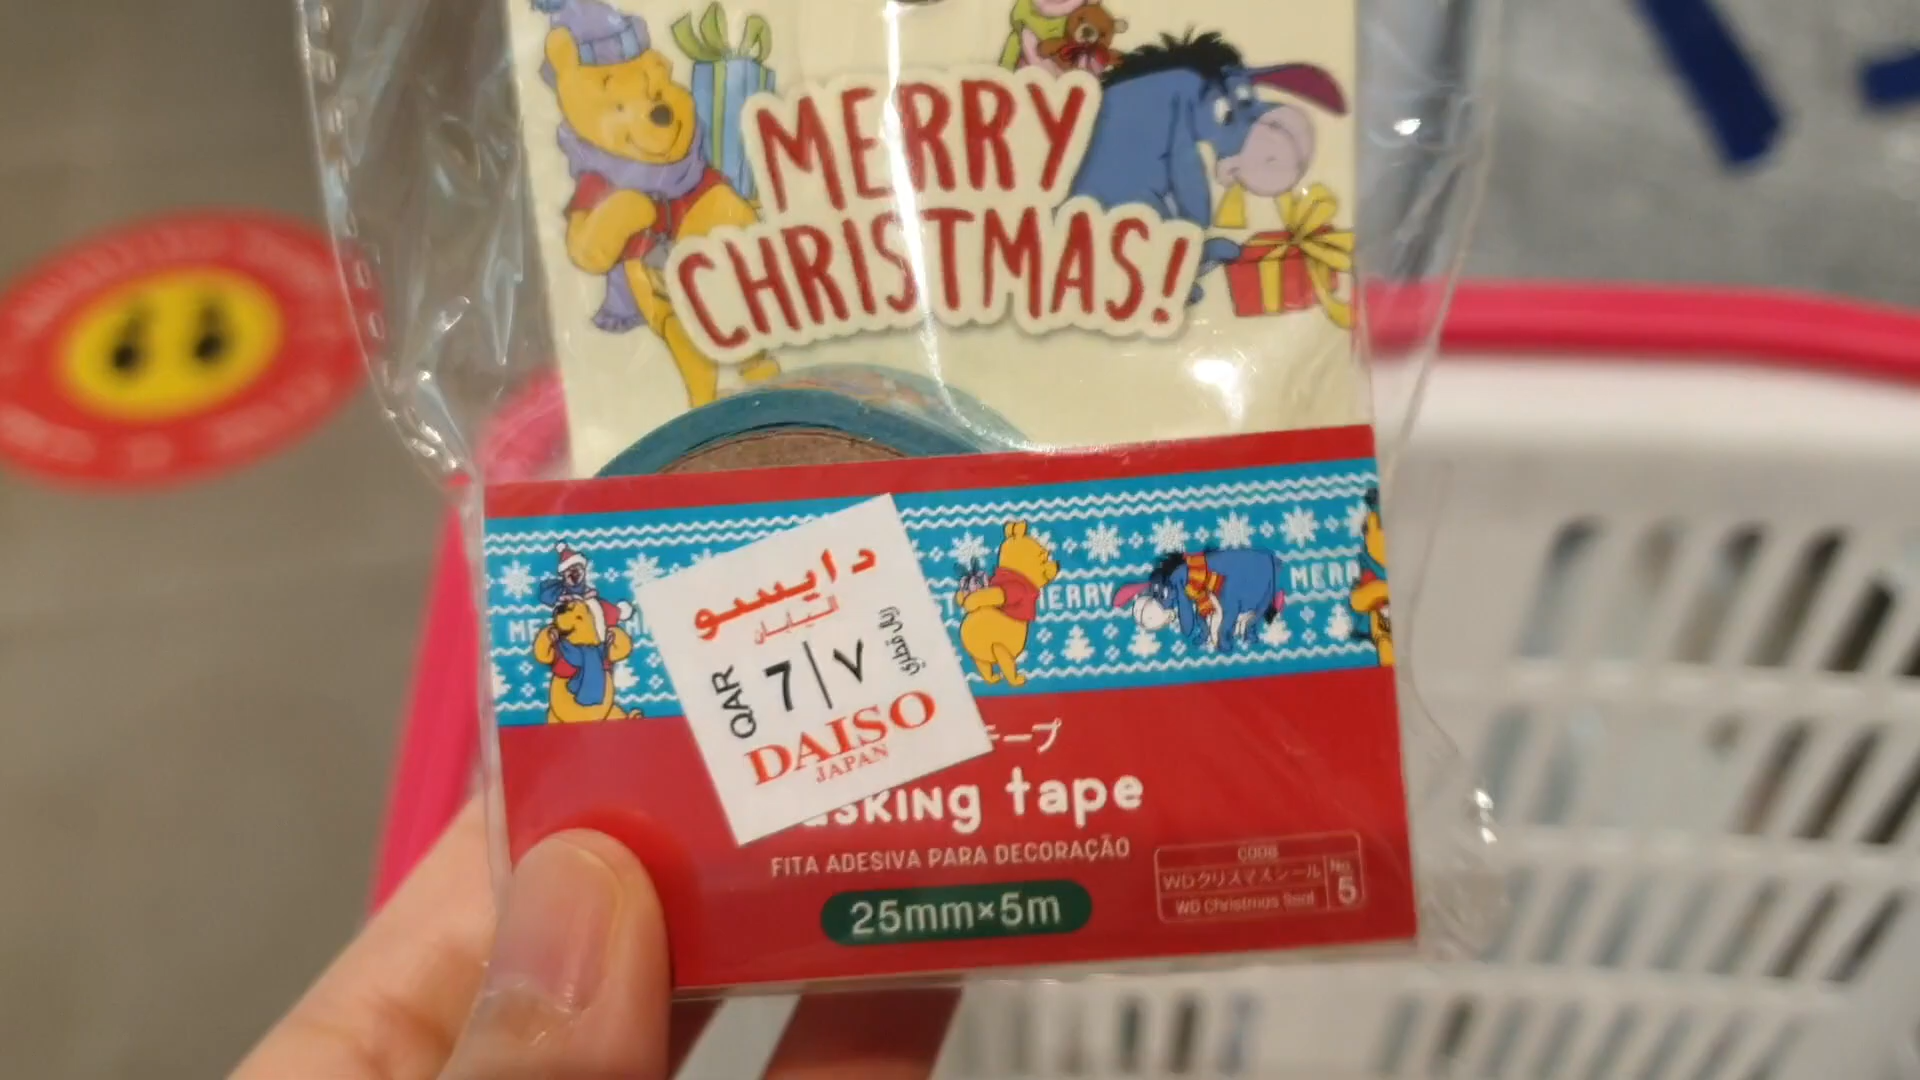 MERRY
CHRISTMAS!
MERRY
MERR
دايسو
اليابان
QAR
7|٧
ريال قطري
DAISO
JAPAN
テープ
asking tape
FITA ADESIVA PARA DECORAÇÃO
25mm×5m
CODE
WDクリスマスシール
WD Christmas Seal
No.
5